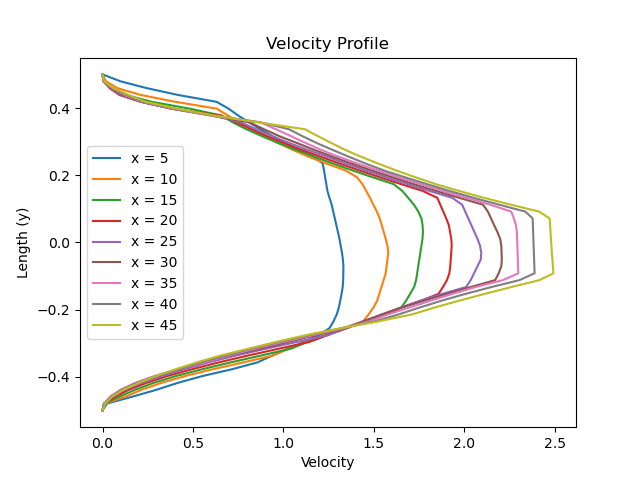 Velocity Profile
Length (y)
0.4
0.2
0.0
−0.2
−0.4
x = 5
x = 10
x = 15
x = 20
x = 25
x = 30
x = 35
x = 40
x = 45
0.0 0.5 1.0 1.5 2.0 2.5
Velocity